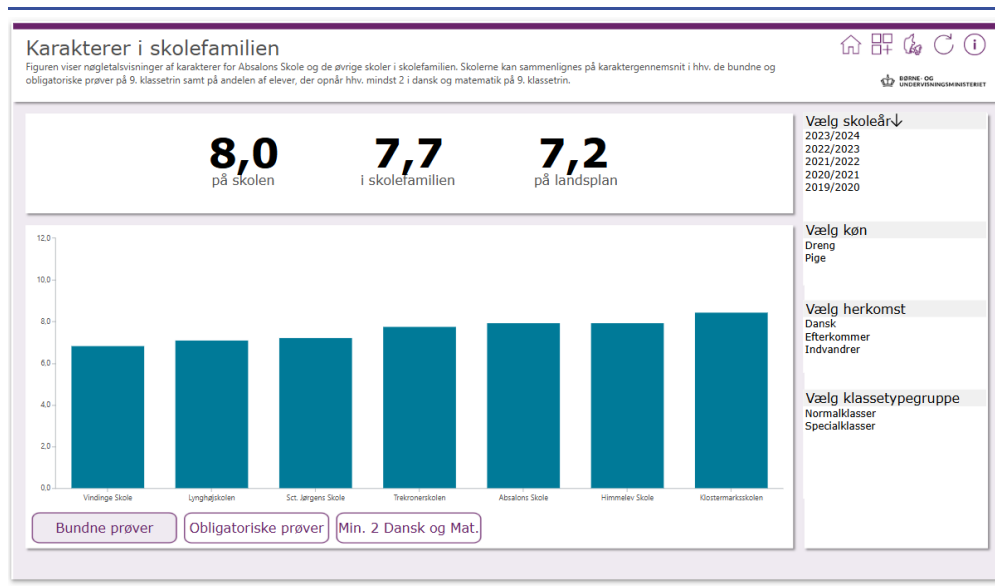 Karakterer i skolefamilien
Figuren viser nøgletalsvisninger af karakterer for Absalons Skole og de øvrige skoler i skolefamilien. Skolerne kan sammenlignes på karaktergennemsnit i hhv. de bundne og
obligatoriske prøver på 9. klassetrin samt på andelen af elever, der opnår hhv. mindst 2 i dansk og matematik på 9. klassetrin.
BØRNE- OG
UNDERVISNINGSMINISTERIET
8,0
på skolen
7,7
i skolefamilien
7,2
på landsplan
12,0
10,0
8,0
6,0
4,0
2,0
0,0
Vindinge Skole
Lynghøjskolen
Sct. Jørgens Skole
Trekronerskolen
Absalons Skole
Himmelev Skole
Klostermarksskolen
Bundne prøver
Obligatoriske prøver
Min. 2 Dansk og Mat.
Vælg skoleår↓
2023/2024
2022/2023
2021/2022
2020/2021
2019/2020
Vælg køn
Dreng
Pige
Vælg herkomst
Dansk
Efterkommer
Indvandrer
Vælg klassetypegruppe
Normalklasser
Specialklasser